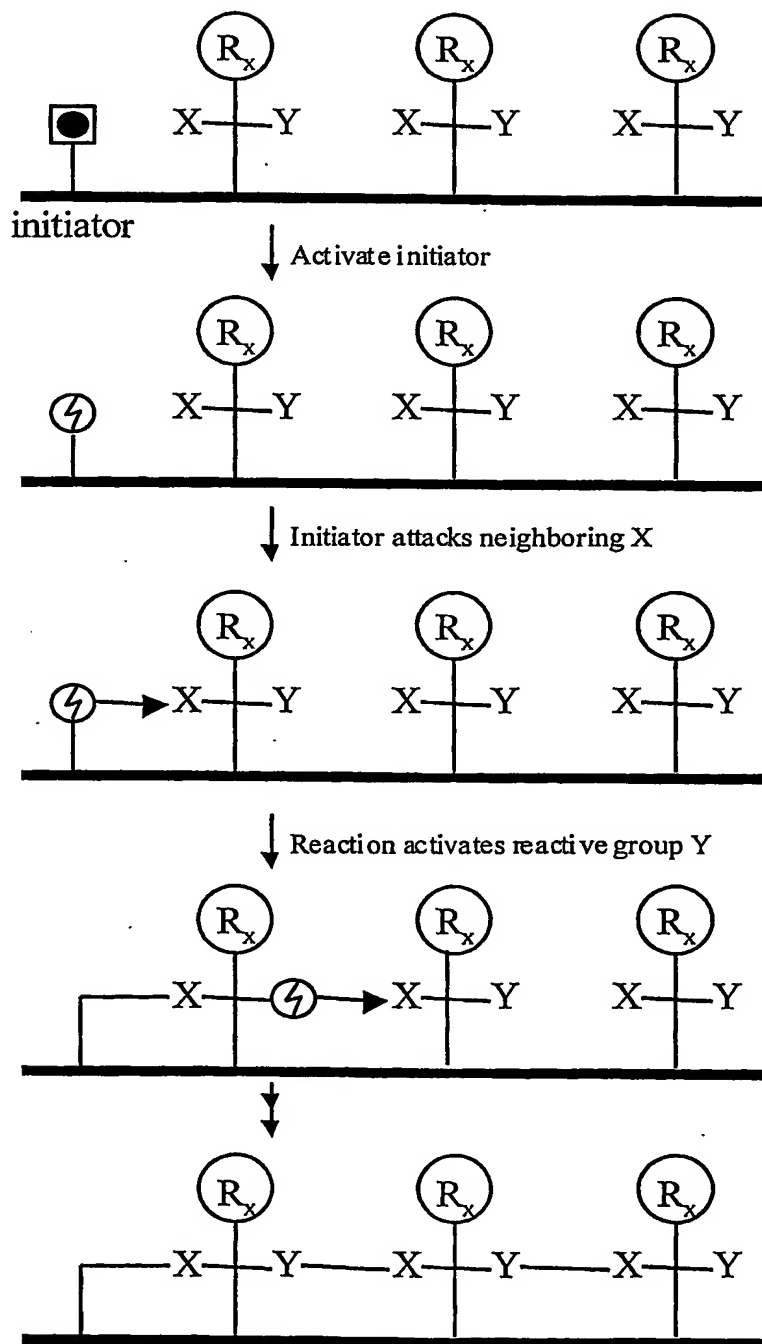 Rx Rx Rx
X Y X Y X Y
initiator
Activate initiator
Rx Rx Rx
X Y X Y X Y
Initiator attacks neighboring X
Rx Rx Rx
X Y X Y X Y
Reaction activates reactive group Y
Rx Rx Rx
X X Y X Y
Rx Rx Rx
X Y X Y X Y